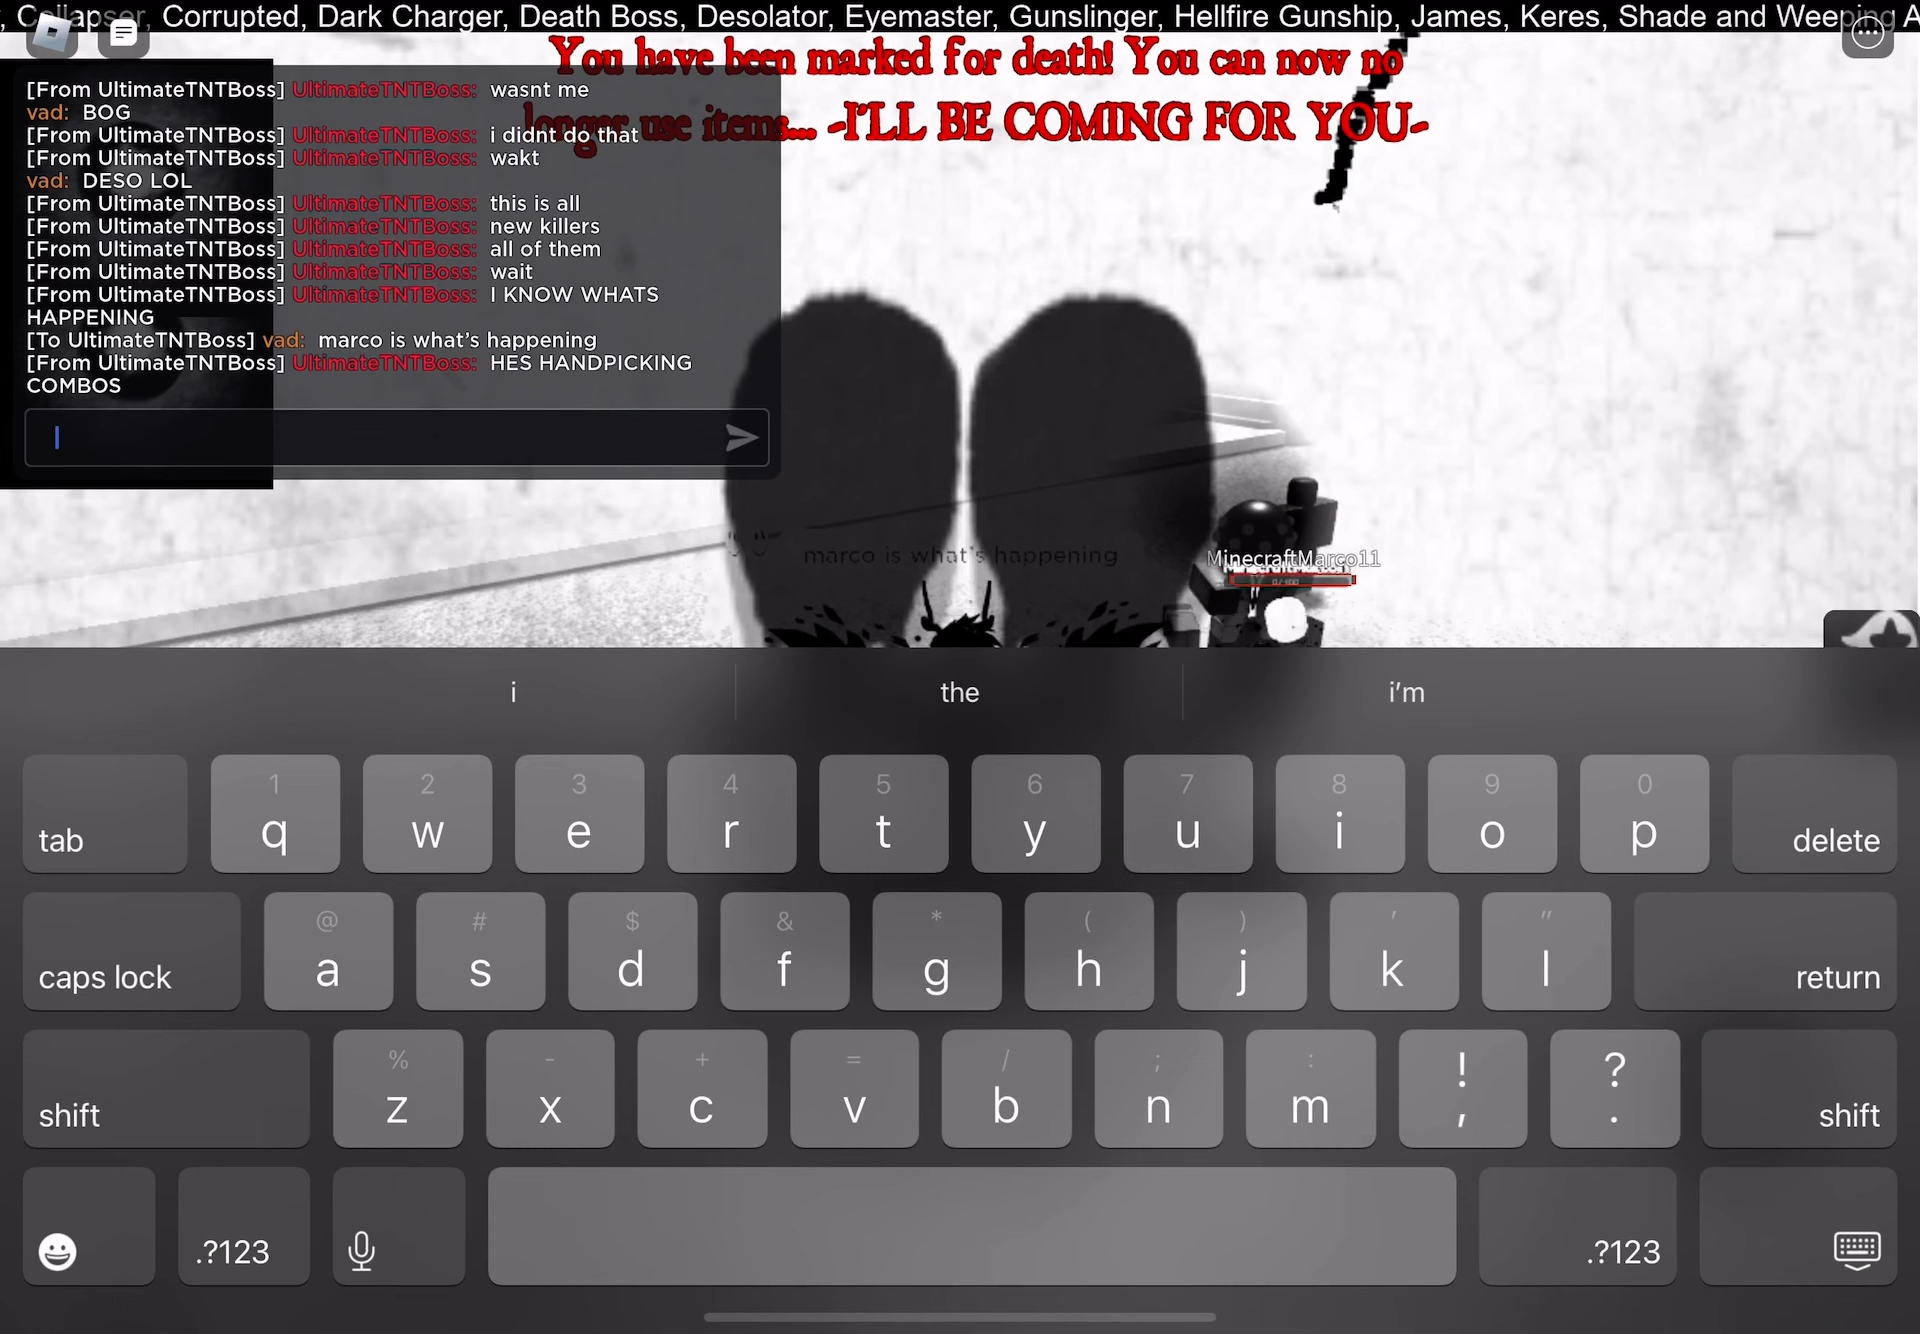 , Collapser, Corrupted, Dark Charger, Death Boss, Desolator, Eyemaster, Gunslinger, Hellfire Gunship, James, Keres, Shade and Weeping A
You have been marked for death! You can now no
longer use items... -I'LL BE COMING FOR YOU-
[From UltimateTNTBoss] UltimateTNTBoss: wasnt me
vad: BOG
[From UltimateTNTBoss] UltimateTNTBoss: i didnt do that
[From UltimateTNTBoss] UltimateTNTBoss: wakt
vad: DESO LOL
[From UltimateTNTBoss] UltimateTNTBoss: this is all
[From UltimateTNTBoss] UltimateTNTBoss: new killers
[From UltimateTNTBoss] UltimateTNTBoss: all of them
[From UltimateTNTBoss] UltimateTNTBoss: wait
[From UltimateTNTBoss] UltimateTNTBoss: I KNOW WHATS
HAPPENING
[To UltimateTNTBoss] vad: marco is what's happening
[From UltimateTNTBoss] UltimateTNTBoss: HES HANDPICKING
COMBOS
marco is what's happening
MinecraftMarco11
i the i'm
1 2 3 4 5 6 7 8 9 0
tab q w e r t y u i o p delete
@ # $ & * ( ) ' "
caps lock a s d f g h j k l return
% - + = / ; : ! ?
shift z x c v b n m , . shift
.?123 .?123